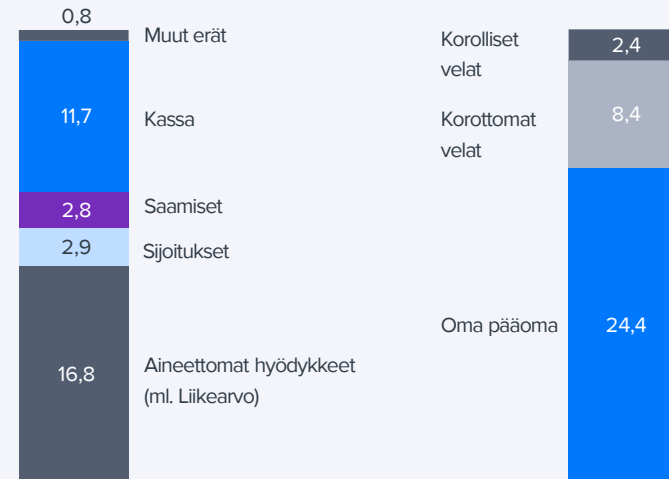 0,8
Muut erät
11,7
Kassa
2,8
Saamiset
2,9
Sijoitukset
16,8
Aineettomat hyödykkeet
(ml. Liikearvo)
Korolliset
velat
2,4
Korottomat
velat
8,4
Oma pääoma
24,4